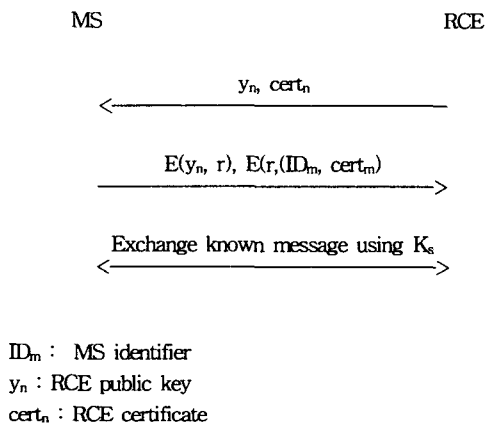 MS RCE
yₙ, certₙ
E(yₙ, r), E(r,(IDₘ, certₘ)
Exchange known message using Kₛ
IDₘ : MS identifier
yₙ : RCE public key
certₙ : RCE certificate